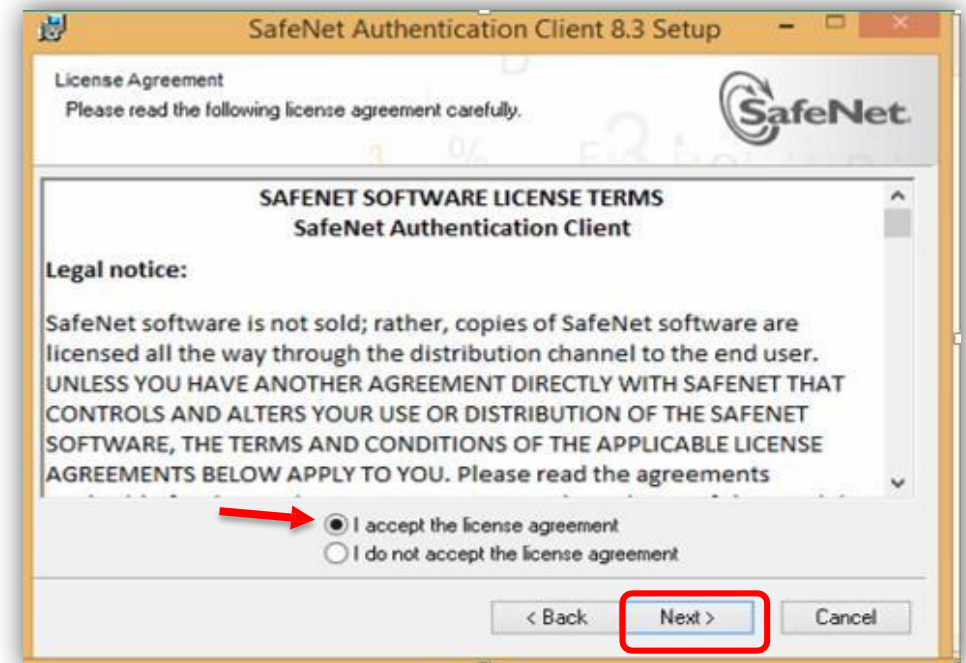 SafeNet Authentication Client 8.3 Setup
License Agreement
Please read the following license agreement carefully.
SafeNet.
SAFENET SOFTWARE LICENSE TERMS
SafeNet Authentication Client
Legal notice:
SafeNet software is not sold; rather, copies of SafeNet software are
licensed all the way through the distribution channel to the end user.
UNLESS YOU HAVE ANOTHER AGREEMENT DIRECTLY WITH SAFENET THAT
CONTROLS AND ALTERS YOUR USE OR DISTRIBUTION OF THE SAFENET
SOFTWARE, THE TERMS AND CONDITIONS OF THE APPLICABLE LICENSE
AGREEMENTS BELOW APPLY TO YOU. Please read the agreements
I accept the license agreement
I do not accept the license agreement
< Back
Next >
Cancel